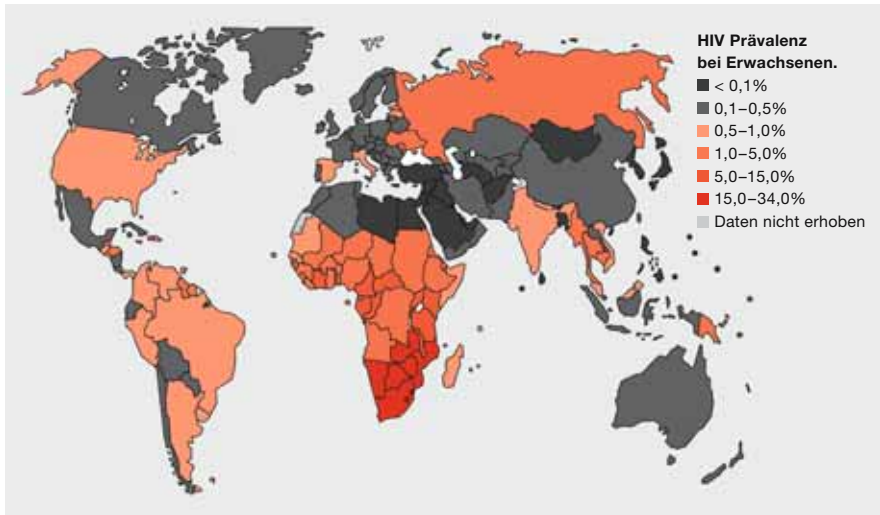 HIV Prävalenz
bei Erwachsenen.
< 0,1%
0,1–0,5%
0,5–1,0%
1,0–5,0%
5,0–15,0%
15,0–34,0%
Daten nicht erhoben